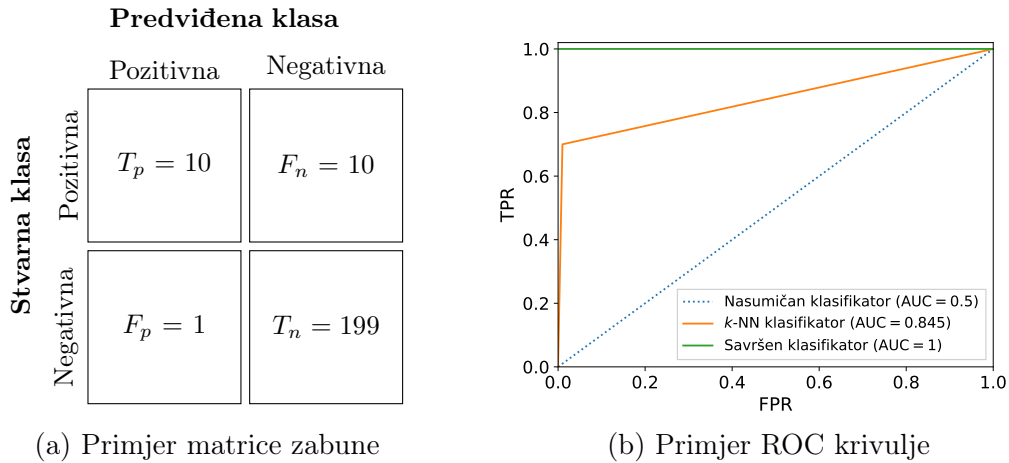 Predviđena klasa
Pozitivna
Negativna
Stvarna klasa
Pozitivna
Negativna
T_p = 10
F_n = 10
F_p = 1
T_n = 199
(a) Primjer matrice zabune
1.0
0.8
0.6
0.4
0.2
0.0
TPR
0.0 0.2 0.4 0.6 0.8 1.0
FPR
Nasumičan klasifikator (AUC = 0.5)
k-NN klasifikator (AUC = 0.845)
Savršen klasifikator (AUC = 1)
(b) Primjer ROC krivulje